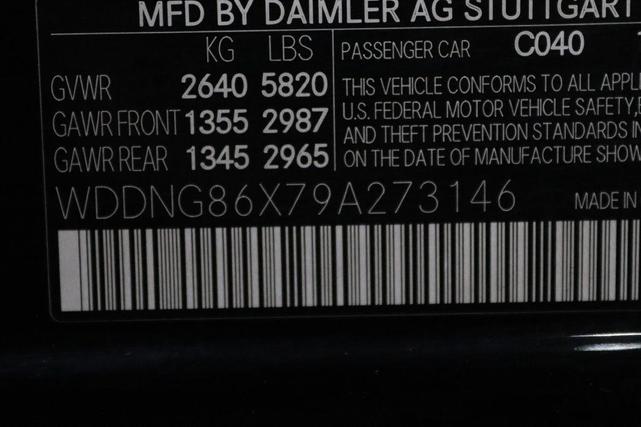 MFD BY DAIMLER AG STUTTGART
KG LBS
GVWR 2640 5820
GAWR FRONT 1355 2987
GAWR REAR 1345 2965
PASSENGER CAR C040
THIS VEHICLE CONFORMS TO ALL APPL
U.S. FEDERAL MOTOR VEHICLE SAFETY,
AND THEFT PREVENTION STANDARDS IN
ON THE DATE OF MANUFACTURE SHOW
WDDNG86X79A273146
MADE IN